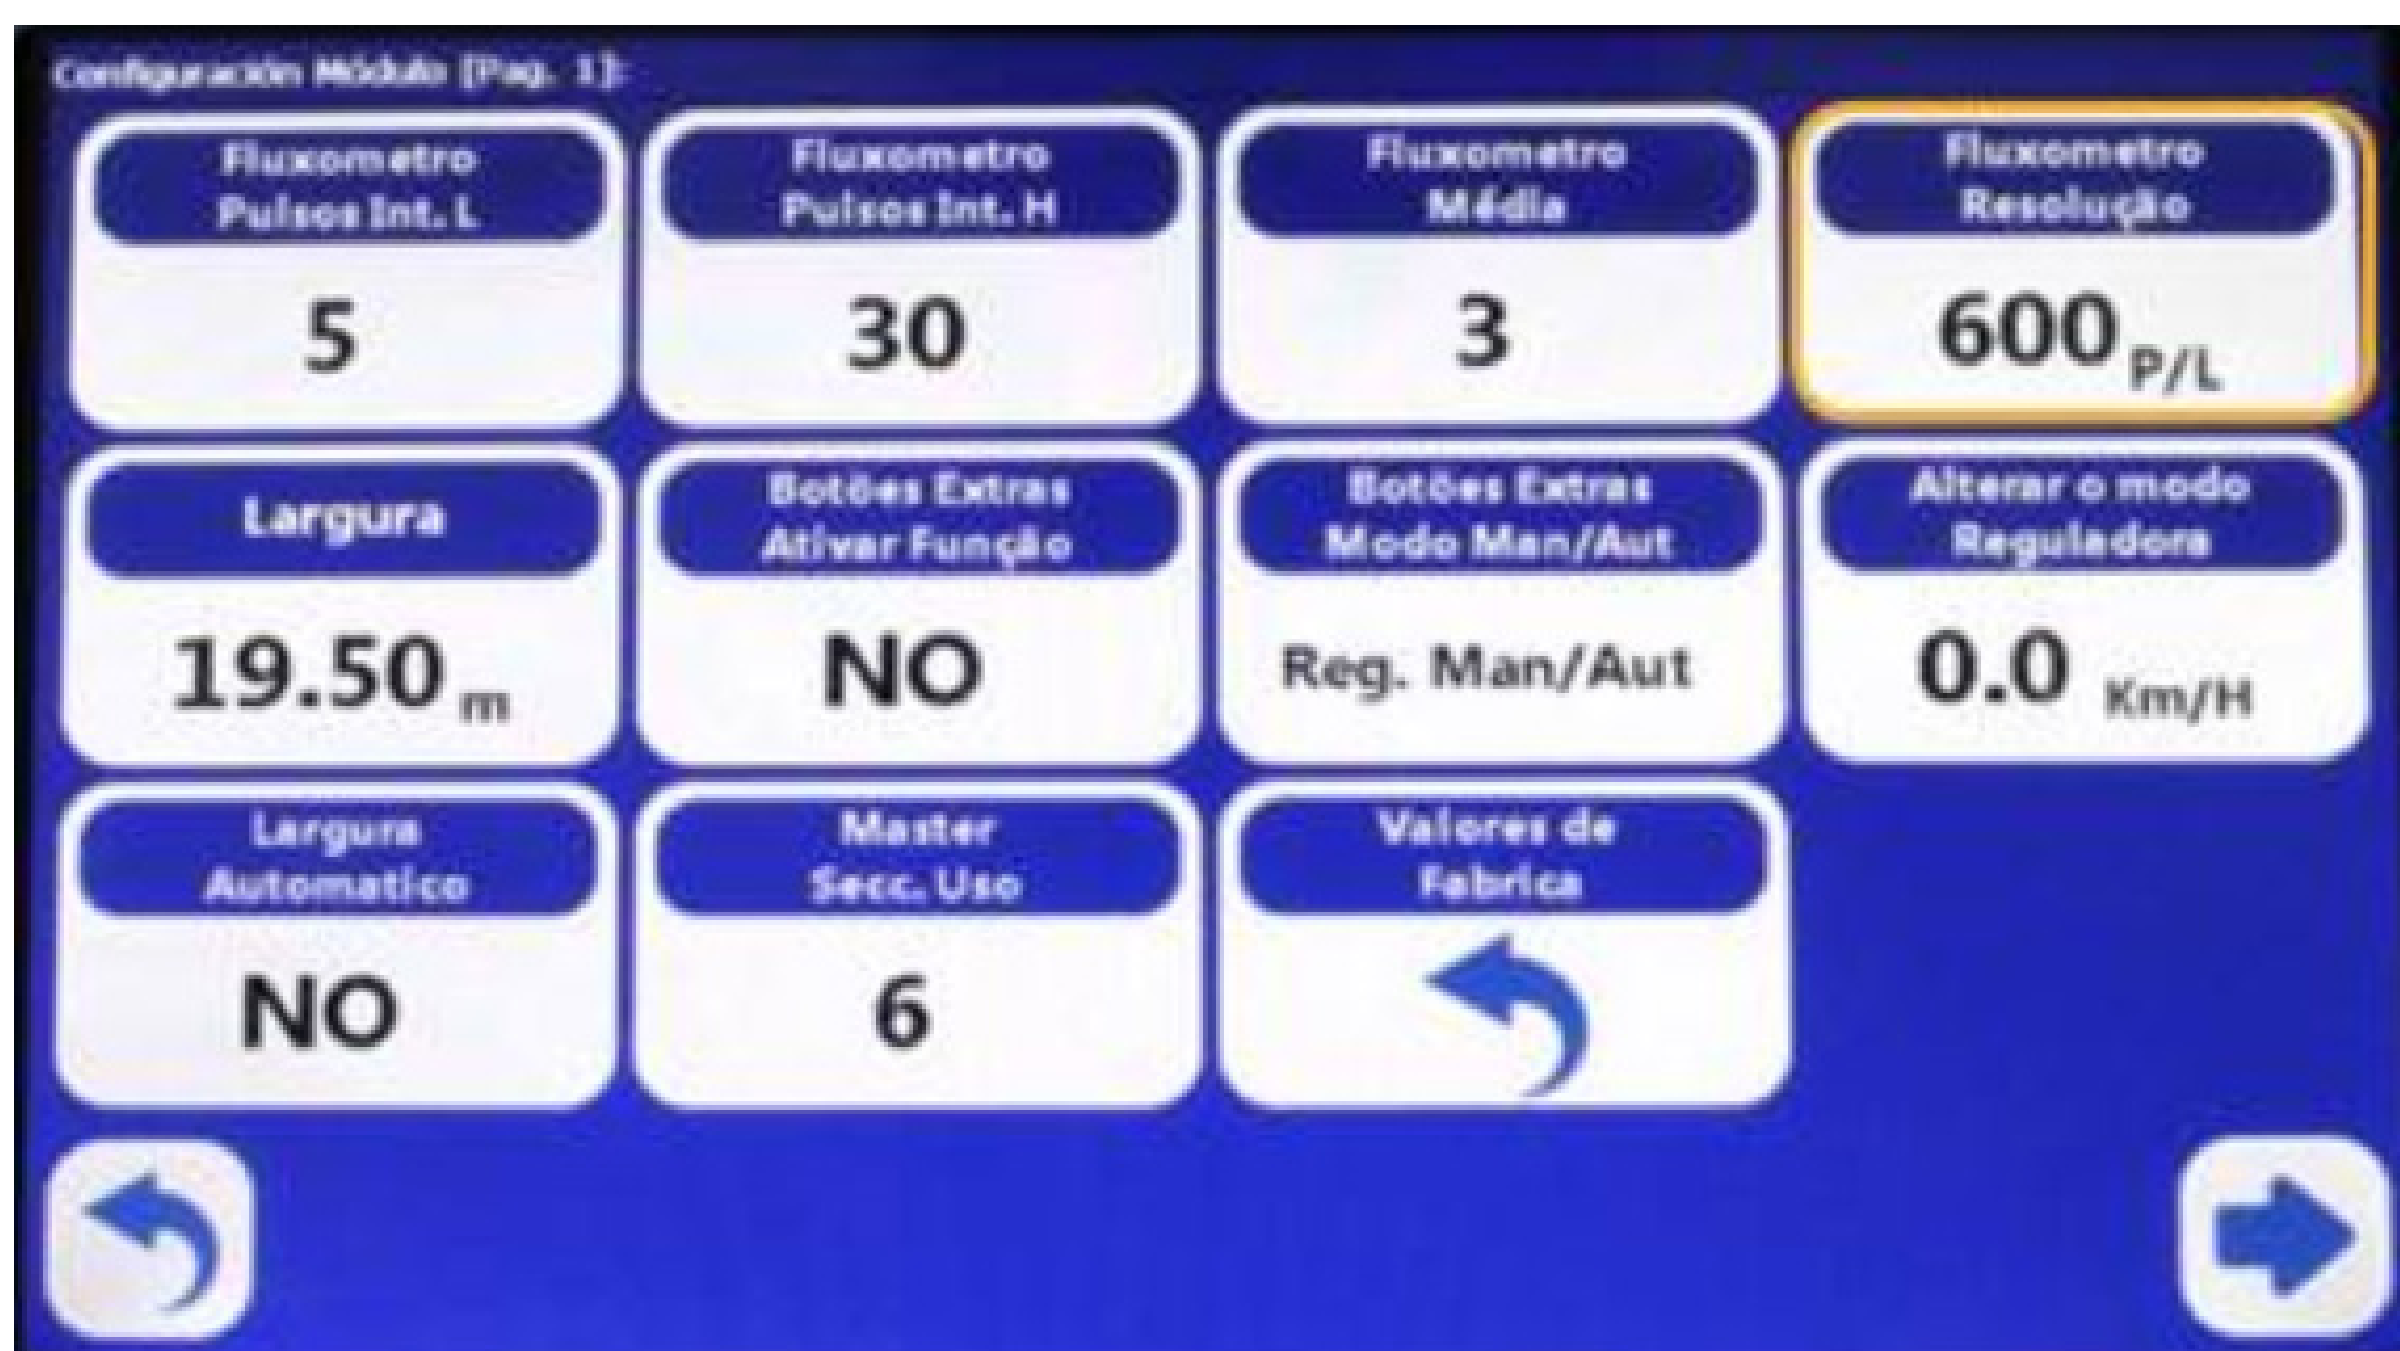 Configuración Módulo [Pag. 1]:
Fluxometro
Pulsos Int. L
5
Fluxometro
Pulsos Int. H
30
Fluxometro
Média
3
Fluxometro
Resolução
600 P/L
Largura
19.50 m
Botões Extras
Ativar Função
NO
Botões Extras
Modo Man/Aut
Reg. Man/Aut
Alterar o modo
Reguladora
0.0 Km/H
Largura
Automatico
NO
Master
Secc. Uso
6
Valores de
Fabrica